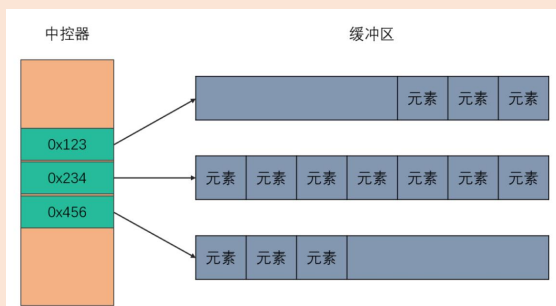 中控器
缓冲区
元素 元素 元素
0x123
0x234
元素 元素 元素 元素 元素 元素 元素
0x456
元素 元素 元素